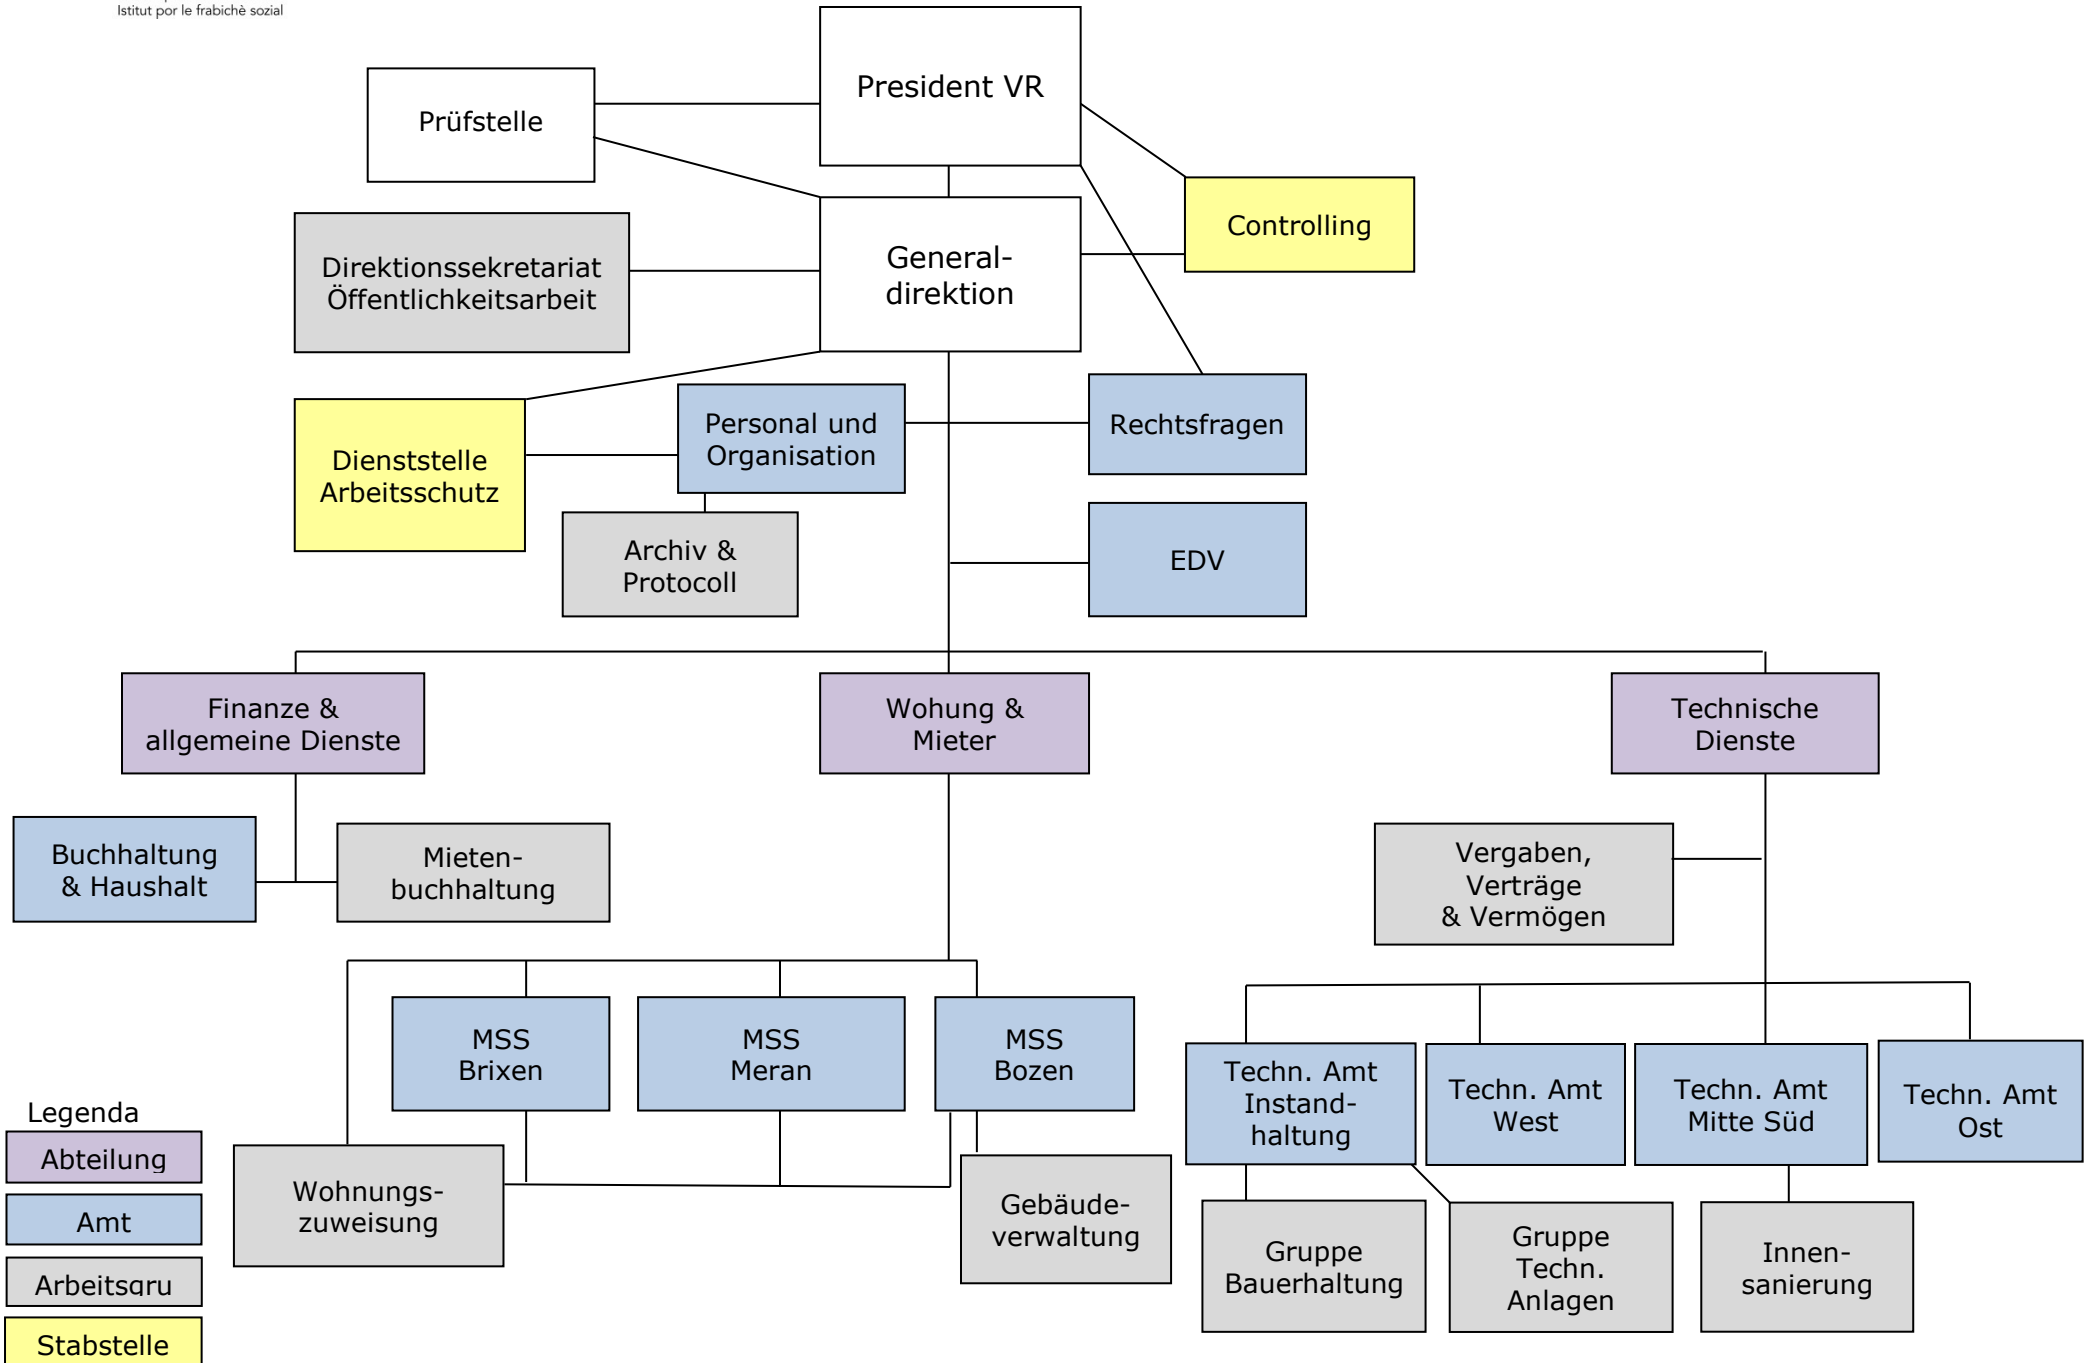 Istitut por le frabichè sozial
President VR
Prüfstelle
Controlling
General-
direktion
Direktionssekretariat
Öffentlichkeitsarbeit
Personal und
Organisation
Rechtsfragen
Dienststelle
Arbeitsschutz
Archiv &
Protocoll
EDV
Finanze &
allgemeine Dienste
Wohung &
Mieter
Technische
Dienste
Buchhaltung
& Haushalt
Mieten-
buchhaltung
Vergaben,
Verträge
& Vermögen
MSS
Brixen
MSS
Meran
MSS
Bozen
Techn. Amt
Instand-
haltung
Techn. Amt
West
Techn. Amt
Mitte Süd
Techn. Amt
Ost
Wohnungs-
zuweisung
Gebäude-
verwaltung
Gruppe
Bauerhaltung
Gruppe
Techn.
Anlagen
Innen-
sanierung
Legenda
Abteilung
Amt
Arbeitsgru
Stabstelle